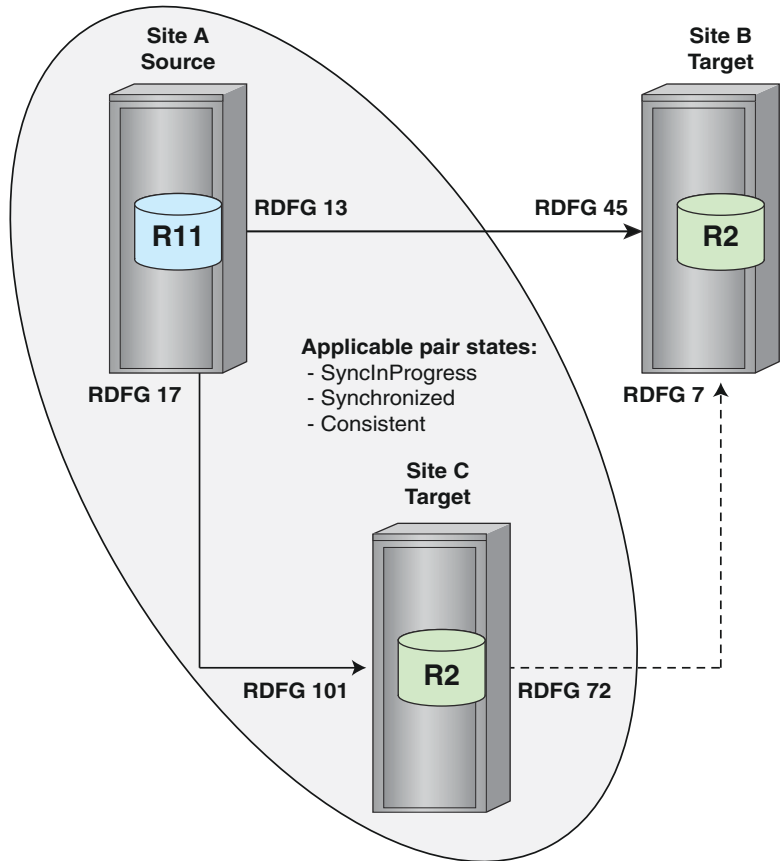 Site A
Source
Site B
Target
RDFG 13
RDFG 45
R11
R2
Applicable pair states:
- SyncInProgress
- Synchronized
- Consistent
RDFG 17
RDFG 7
Site C
Target
R2
RDFG 101
RDFG 72